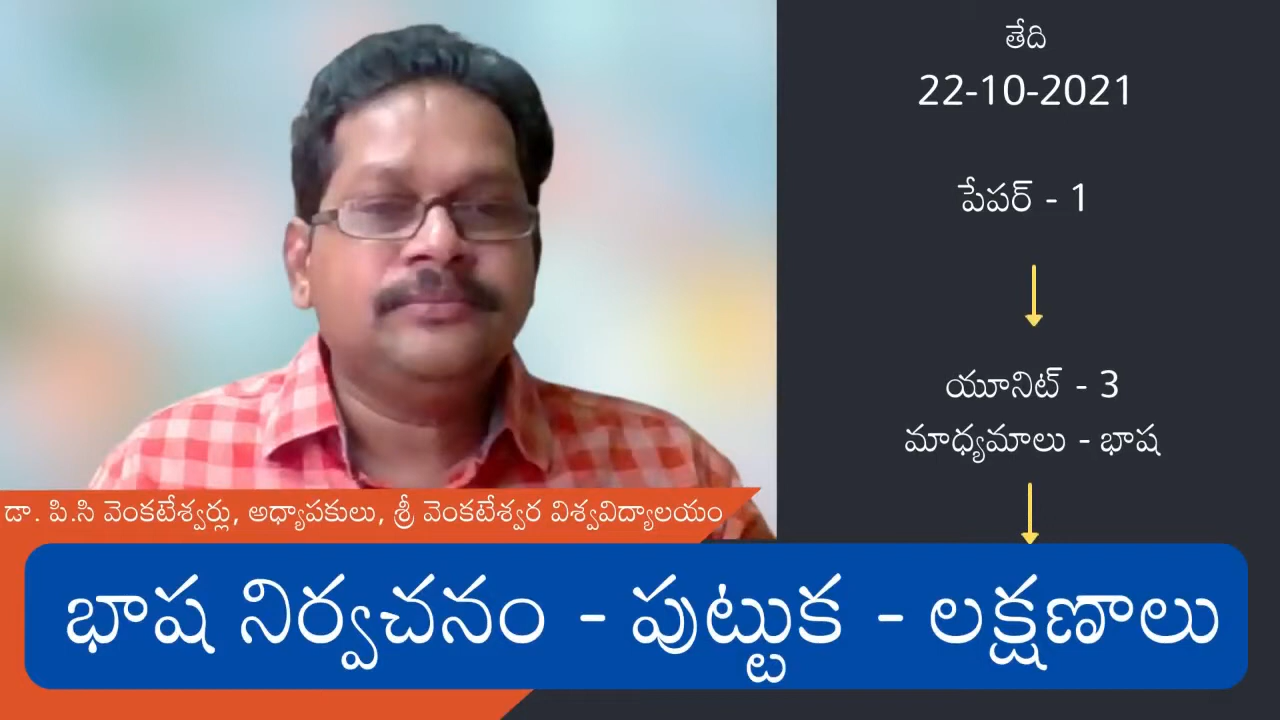 తేది
22-10-2021
పేపర్ - 1
యూనిట్ - 3
మాధ్యమాలు - భాష
డా. పి.సి వెంకటేశ్వర్లు, అధ్యాపకులు, శ్రీ వెంకటేశ్వర విశ్వవిద్యాలయం
భాష నిర్వచనం - పుట్టుక - లక్షణాలు